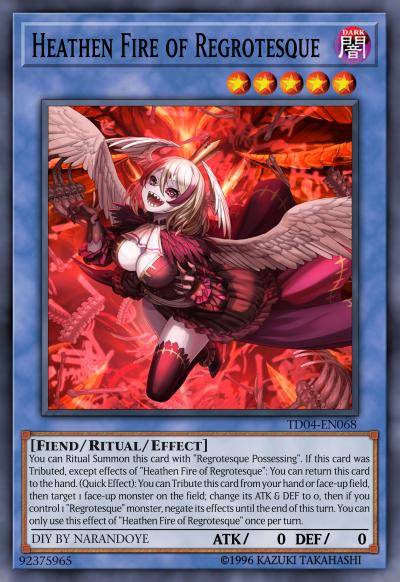 HEATHEN FIRE OF REGROTESQUE
DARK
闇
TD04-EN068
[FIEND/RITUAL/EFFECT]
You can Ritual Summon this card with "Regrotesque Possessing". If this card was
Tributed, except effects of "Heathen Fire of Regrotesque": You can return this card
to the hand. (Quick Effect): You can Tribute this card from your hand or face-up field,
then target 1 face-up monster on the field; change its ATK & DEF to 0, then if you
control 1 "Regrotesque" monster, negate its effects until the end of this turn. You can
only use this effect of "Heathen Fire of Regrotesque" once per turn.
DIY BY NARANDOYE
ATK/ 0 DEF/ 0
92375965
©1996 KAZUKI TAKAHASHI